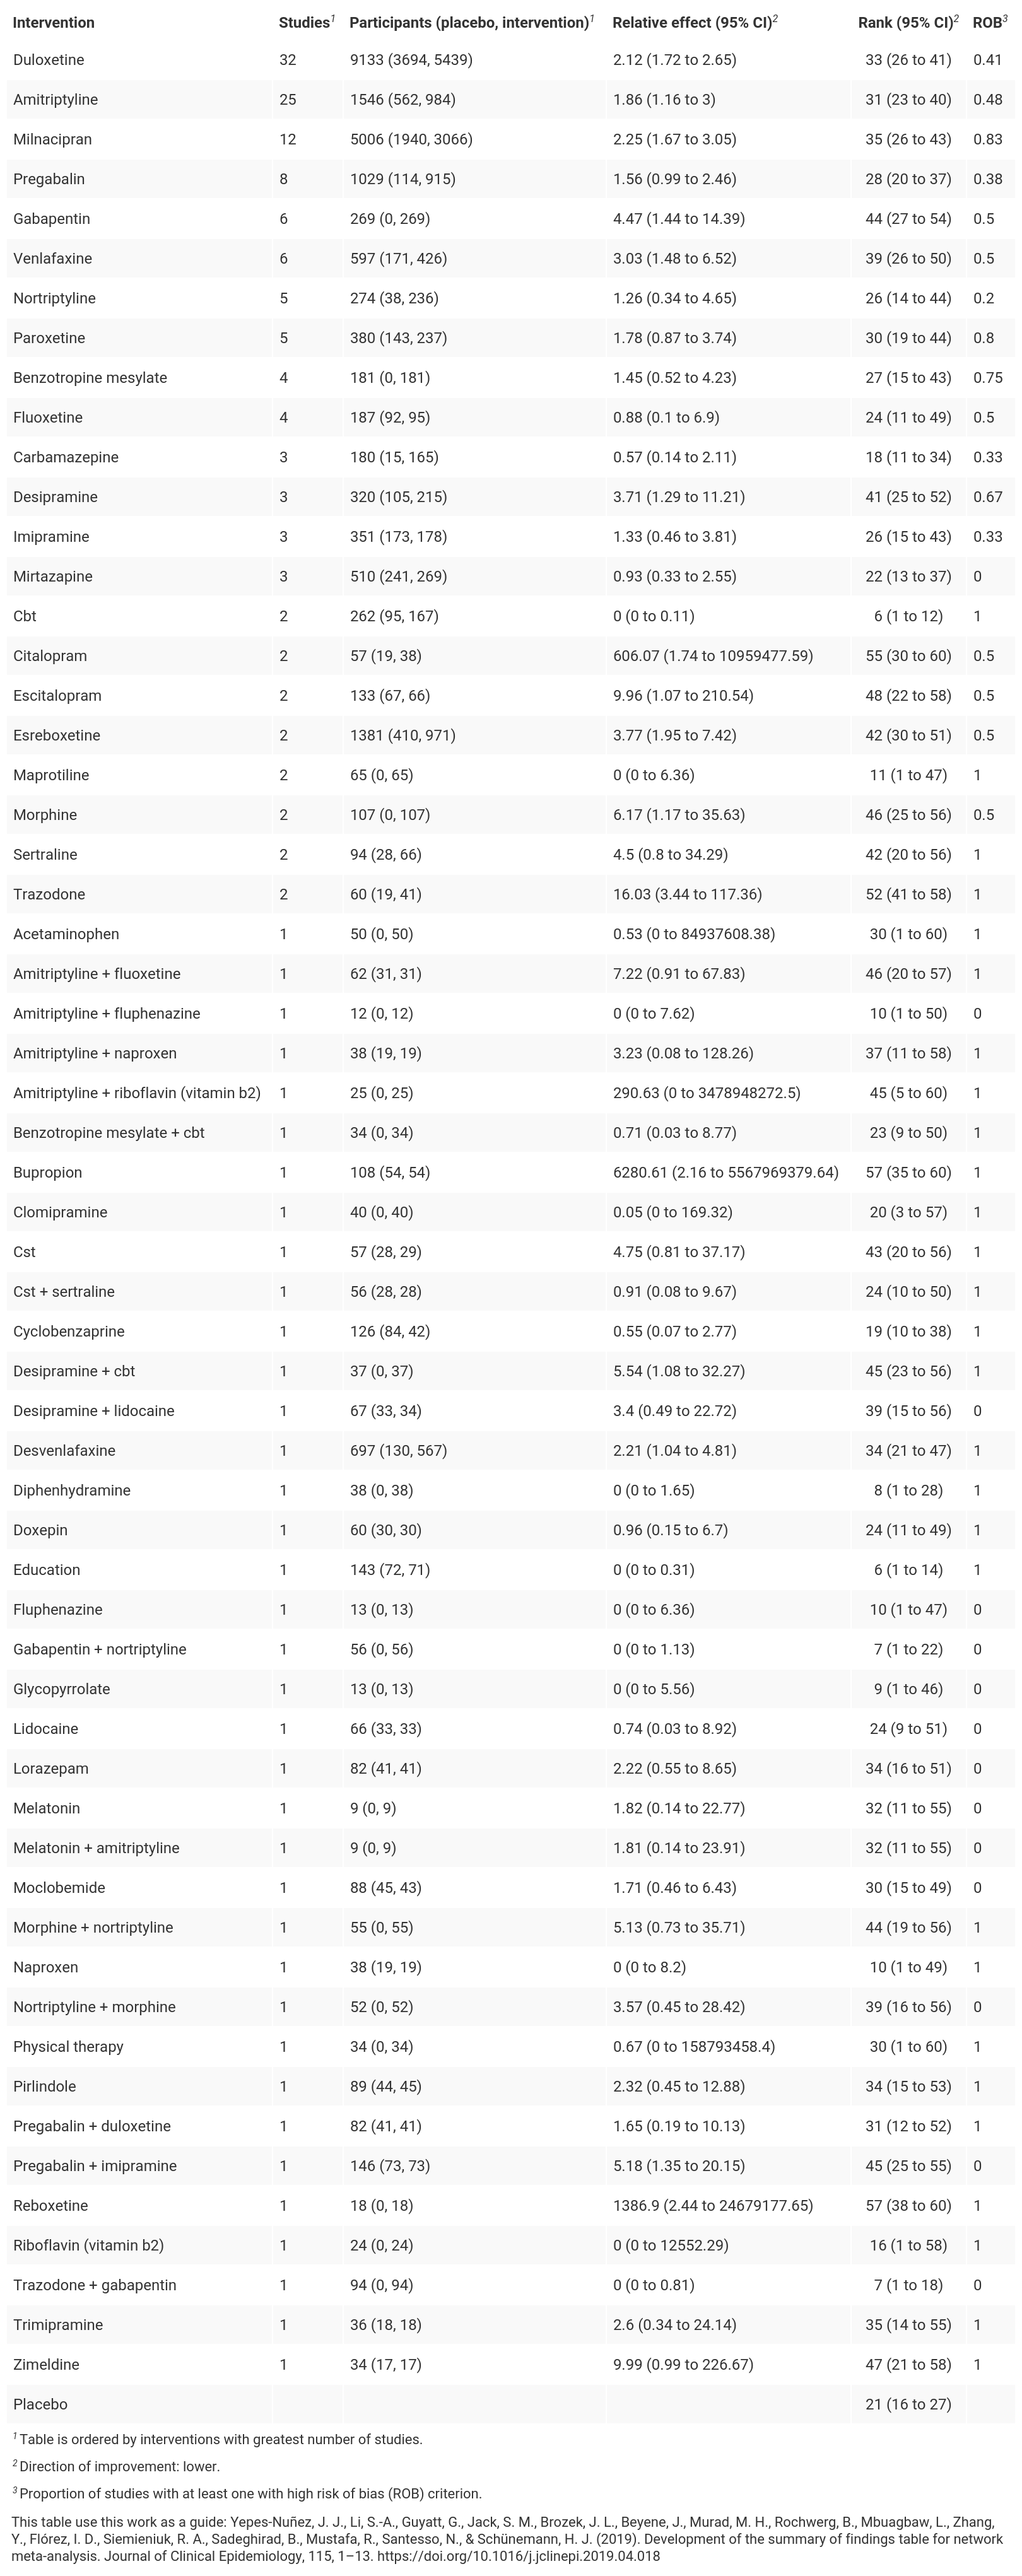 Intervention Studies1 Participants (placebo, intervention)1 Relative effect (95% CI)2 Rank (95% CI)2 ROB3
Duloxetine 32 9133 (3694, 5439) 2.12 (1.72 to 2.65) 33 (26 to 41) 0.41
Amitriptyline 25 1546 (562, 984) 1.86 (1.16 to 3) 31 (23 to 40) 0.48
Milnacipran 12 5006 (1940, 3066) 2.25 (1.67 to 3.05) 35 (26 to 43) 0.83
Pregabalin 8 1029 (114, 915) 1.56 (0.99 to 2.46) 28 (20 to 37) 0.38
Gabapentin 6 269 (0, 269) 4.47 (1.44 to 14.39) 44 (27 to 54) 0.5
Venlafaxine 6 597 (171, 426) 3.03 (1.48 to 6.52) 39 (26 to 50) 0.5
Nortriptyline 5 274 (38, 236) 1.26 (0.34 to 4.65) 26 (14 to 44) 0.2
Paroxetine 5 380 (143, 237) 1.78 (0.87 to 3.74) 30 (19 to 44) 0.8
Benzotropine mesylate 4 181 (0, 181) 1.45 (0.52 to 4.23) 27 (15 to 43) 0.75
Fluoxetine 4 187 (92, 95) 0.88 (0.1 to 6.9) 24 (11 to 49) 0.5
Carbamazepine 3 180 (15, 165) 0.57 (0.14 to 2.11) 18 (11 to 34) 0.33
Desipramine 3 320 (105, 215) 3.71 (1.29 to 11.21) 41 (25 to 52) 0.67
Imipramine 3 351 (173, 178) 1.33 (0.46 to 3.81) 26 (15 to 43) 0.33
Mirtazapine 3 510 (241, 269) 0.93 (0.33 to 2.55) 22 (13 to 37) 0
Cbt 2 262 (95, 167) 0 (0 to 0.11) 6 (1 to 12) 1
Citalopram 2 57 (19, 38) 606.07 (1.74 to 10959477.59) 55 (30 to 60) 0.5
Escitalopram 2 133 (67, 66) 9.96 (1.07 to 210.54) 48 (22 to 58) 0.5
Esreboxetine 2 1381 (410, 971) 3.77 (1.95 to 7.42) 42 (30 to 51) 0.5
Maprotiline 2 65 (0, 65) 0 (0 to 6.36) 11 (1 to 47) 1
Morphine 2 107 (0, 107) 6.17 (1.17 to 35.63) 46 (25 to 56) 0.5
Sertraline 2 94 (28, 66) 4.5 (0.8 to 34.29) 42 (20 to 56) 1
Trazodone 2 60 (19, 41) 16.03 (3.44 to 117.36) 52 (41 to 58) 1
Acetaminophen 1 50 (0, 50) 0.53 (0 to 84937608.38) 30 (1 to 60) 1
Amitriptyline + fluoxetine 1 62 (31, 31) 7.22 (0.91 to 67.83) 46 (20 to 57) 1
Amitriptyline + fluphenazine 1 12 (0, 12) 0 (0 to 7.62) 10 (1 to 50) 0
Amitriptyline + naproxen 1 38 (19, 19) 3.23 (0.08 to 128.26) 37 (11 to 58) 1
Amitriptyline + riboflavin (vitamin b2) 1 25 (0, 25) 290.63 (0 to 3478948272.5) 45 (5 to 60) 1
Benzotropine mesylate + cbt 1 34 (0, 34) 0.71 (0.03 to 8.77) 23 (9 to 50) 1
Bupropion 1 108 (54, 54) 6280.61 (2.16 to 5567969379.64) 57 (35 to 60) 1
Clomipramine 1 40 (0, 40) 0.05 (0 to 169.32) 20 (3 to 57) 1
Cst 1 57 (28, 29) 4.75 (0.81 to 37.17) 43 (20 to 56) 1
Cst + sertraline 1 56 (28, 28) 0.91 (0.08 to 9.67) 24 (10 to 50) 1
Cyclobenzaprine 1 126 (84, 42) 0.55 (0.07 to 2.77) 19 (10 to 38) 1
Desipramine + cbt 1 37 (0, 37) 5.54 (1.08 to 32.27) 45 (23 to 56) 1
Desipramine + lidocaine 1 67 (33, 34) 3.4 (0.49 to 22.72) 39 (15 to 56) 0
Desvenlafaxine 1 697 (130, 567) 2.21 (1.04 to 4.81) 34 (21 to 47) 1
Diphenhydramine 1 38 (0, 38) 0 (0 to 1.65) 8 (1 to 28) 1
Doxepin 1 60 (30, 30) 0.96 (0.15 to 6.7) 24 (11 to 49) 1
Education 1 143 (72, 71) 0 (0 to 0.31) 6 (1 to 14) 1
Fluphenazine 1 13 (0, 13) 0 (0 to 6.36) 10 (1 to 47) 0
Gabapentin + nortriptyline 1 56 (0, 56) 0 (0 to 1.13) 7 (1 to 22) 0
Glycopyrrolate 1 13 (0, 13) 0 (0 to 5.56) 9 (1 to 46) 0
Lidocaine 1 66 (33, 33) 0.74 (0.03 to 8.92) 24 (9 to 51) 0
Lorazepam 1 82 (41, 41) 2.22 (0.55 to 8.65) 34 (16 to 51) 0
Melatonin 1 9 (0, 9) 1.82 (0.14 to 22.77) 32 (11 to 55) 0
Melatonin + amitriptyline 1 9 (0, 9) 1.81 (0.14 to 23.91) 32 (11 to 55) 0
Moclobemide 1 88 (45, 43) 1.71 (0.46 to 6.43) 30 (15 to 49) 0
Morphine + nortriptyline 1 55 (0, 55) 5.13 (0.73 to 35.71) 44 (19 to 56) 1
Naproxen 1 38 (19, 19) 0 (0 to 8.2) 10 (1 to 49) 1
Nortriptyline + morphine 1 52 (0, 52) 3.57 (0.45 to 28.42) 39 (16 to 56) 0
Physical therapy 1 34 (0, 34) 0.67 (0 to 158793458.4) 30 (1 to 60) 1
Pirlindole 1 89 (44, 45) 2.32 (0.45 to 12.88) 34 (15 to 53) 1
Pregabalin + duloxetine 1 82 (41, 41) 1.65 (0.19 to 10.13) 31 (12 to 52) 1
Pregabalin + imipramine 1 146 (73, 73) 5.18 (1.35 to 20.15) 45 (25 to 55) 0
Reboxetine 1 18 (0, 18) 1386.9 (2.44 to 24679177.65) 57 (38 to 60) 1
Riboflavin (vitamin b2) 1 24 (0, 24) 0 (0 to 12552.29) 16 (1 to 58) 1
Trazodone + gabapentin 1 94 (0, 94) 0 (0 to 0.81) 7 (1 to 18) 0
Trimipramine 1 36 (18, 18) 2.6 (0.34 to 24.14) 35 (14 to 55) 1
Zimeldine 1 34 (17, 17) 9.99 (0.99 to 226.67) 47 (21 to 58) 1
Placebo 21 (16 to 27)
1 Table is ordered by interventions with greatest number of studies.
2 Direction of improvement: lower.
3 Proportion of studies with at least one with high risk of bias (ROB) criterion.
This table use this work as a guide: Yepes-Nuñez, J. J., Li, S.-A., Guyatt, G., Jack, S. M., Brozek, J. L., Beyene, J., Murad, M. H., Rochwerg, B., Mbuagbaw, L., Zhang,
Y., Flórez, I. D., Siemieniuk, R. A., Sadeghirad, B., Mustafa, R., Santesso, N., & Schünemann, H. J. (2019). Development of the summary of findings table for network
meta-analysis. Journal of Clinical Epidemiology, 115, 1–13. https://doi.org/10.1016/j.jclinepi.2019.04.018